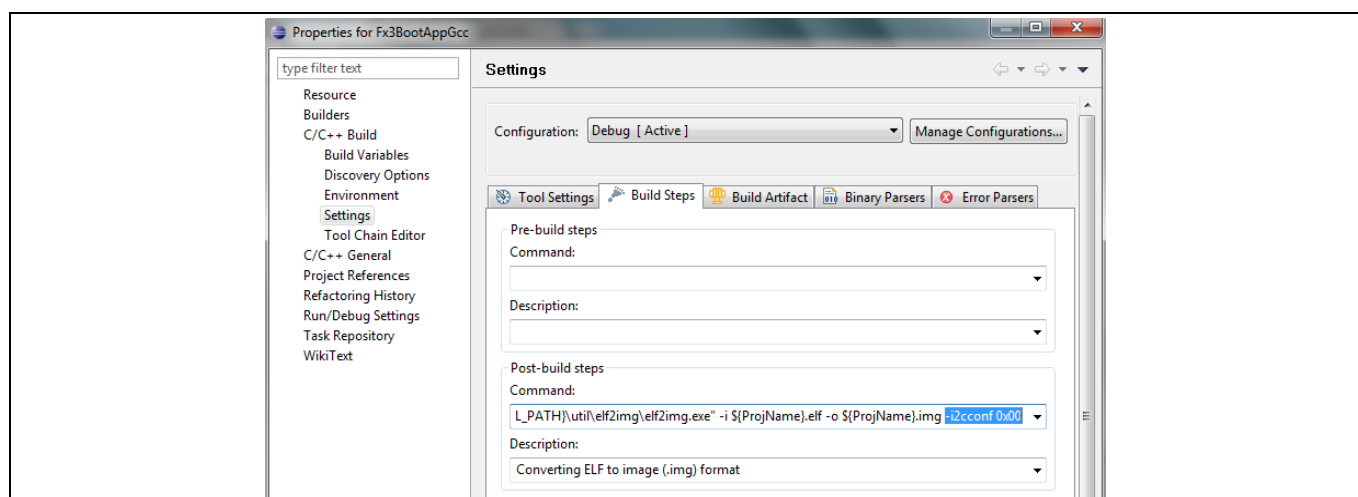 Properties for Fx3BootAppGcc
type filter text
Resource
Builders
C/C++ Build
Build Variables
Discovery Options
Environment
Settings
Tool Chain Editor
C/C++ General
Project References
Refactoring History
Run/Debug Settings
Task Repository
WikiText
Settings
Configuration: Debug [ Active ] Manage Configurations...
Tool Settings Build Steps Build Artifact Binary Parsers Error Parsers
Pre-build steps
Command:
Description:
Post-build steps
Command:
L_PATH}\util\elf2img\elf2img.exe" -i ${ProjName}.elf -o ${ProjName}.img -i2cconf 0x00
Description:
Converting ELF to image (.img) format